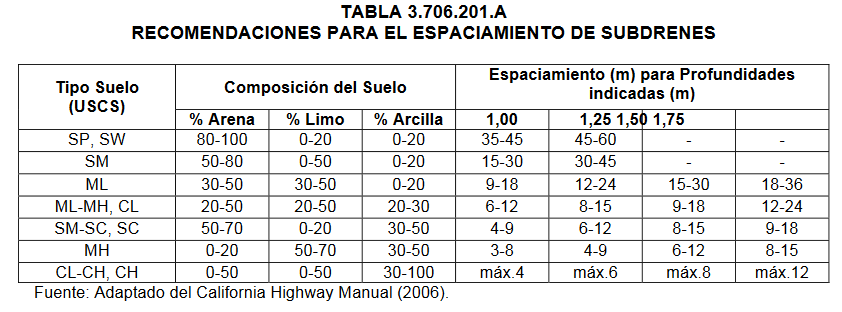 TABLA 3.706.201.A
RECOMENDACIONES PARA EL ESPACIAMIENTO DE SUBDRENES
Tipo Suelo (USCS) Composición del Suelo Espaciamiento (m) para Profundidades indicadas (m)
% Arena % Limo % Arcilla 1,00 1,25 1,50 1,75
SP, SW 80-100 0-20 0-20 35-45 45-60 - -
SM 50-80 0-50 0-20 15-30 30-45 - -
ML 30-50 30-50 0-20 9-18 12-24 15-30 18-36
ML-MH, CL 20-50 20-50 20-30 6-12 8-15 9-18 12-24
SM-SC, SC 50-70 0-20 30-50 4-9 6-12 8-15 9-18
MH 0-20 50-70 30-50 3-8 4-9 6-12 8-15
CL-CH, CH 0-50 0-50 30-100 máx.4 máx.6 máx.8 máx.12
Fuente: Adaptado del California Highway Manual (2006).